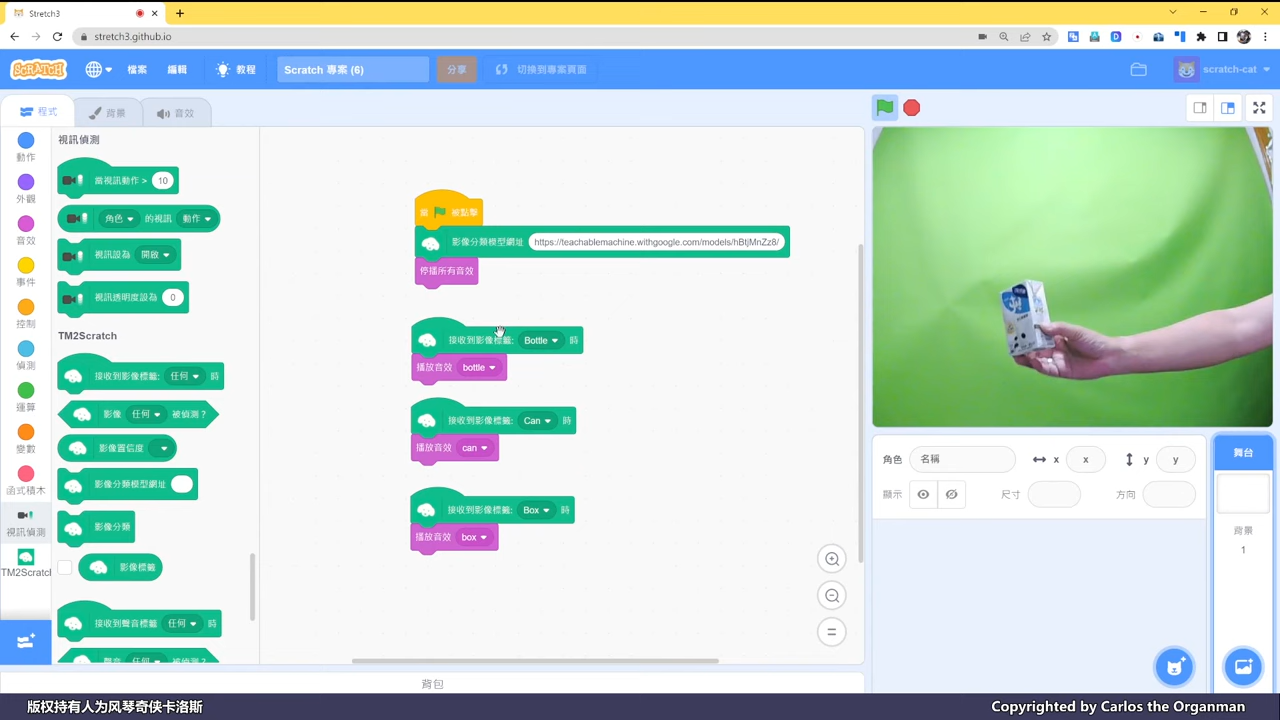 Stretch3
stretch3.github.io
SCRATCH
檔案
編輯
教程
Scratch 專案 (6)
分享
切換到專案頁面
scratch-cat
程式
背景
音效
動作
外觀
音效
事件
控制
偵測
運算
變數
函式積木
視訊偵測
TM2Scratch
視訊偵測
當視訊動作 > 10
角色 的視訊 動作
視訊設為 開啟
視訊透明度設為 0
TM2Scratch
接收到影像標籤: 任何 時
影像 任何 被偵測？
影像置信度
影像分類模型網址
影像分類
影像標籤
接收到聲音標籤 任何 時
聲音 任何 被偵測？
當 被點擊
影像分類模型網址 https://teachablemachine.withgoogle.com/models/hBtjMnZz8/
停播所有音效
接收到影像標籤: Bottle 時
播放音效 bottle
接收到影像標籤: Can 時
播放音效 can
接收到影像標籤: Box 時
播放音效 box
背包
角色 名稱 x x y y
顯示 尺寸 方向
舞台
背景
1
版权持有人为风琴奇侠卡洛斯
Copyrighted by Carlos the Organman